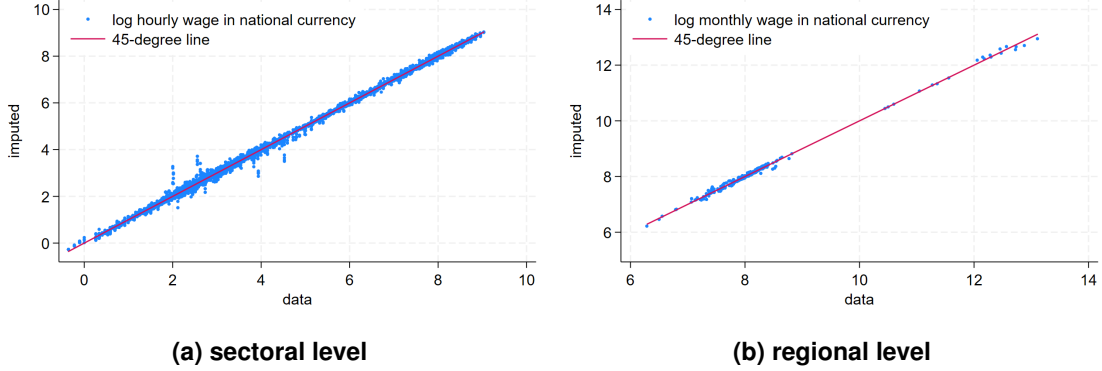 10
8
6
4
2
0
imputed
0 2 4 6 8 10
data
log hourly wage in national currency
45-degree line
(a) sectoral level
14
12
10
8
6
imputed
6 8 10 12 14
data
log monthly wage in national currency
45-degree line
(b) regional level